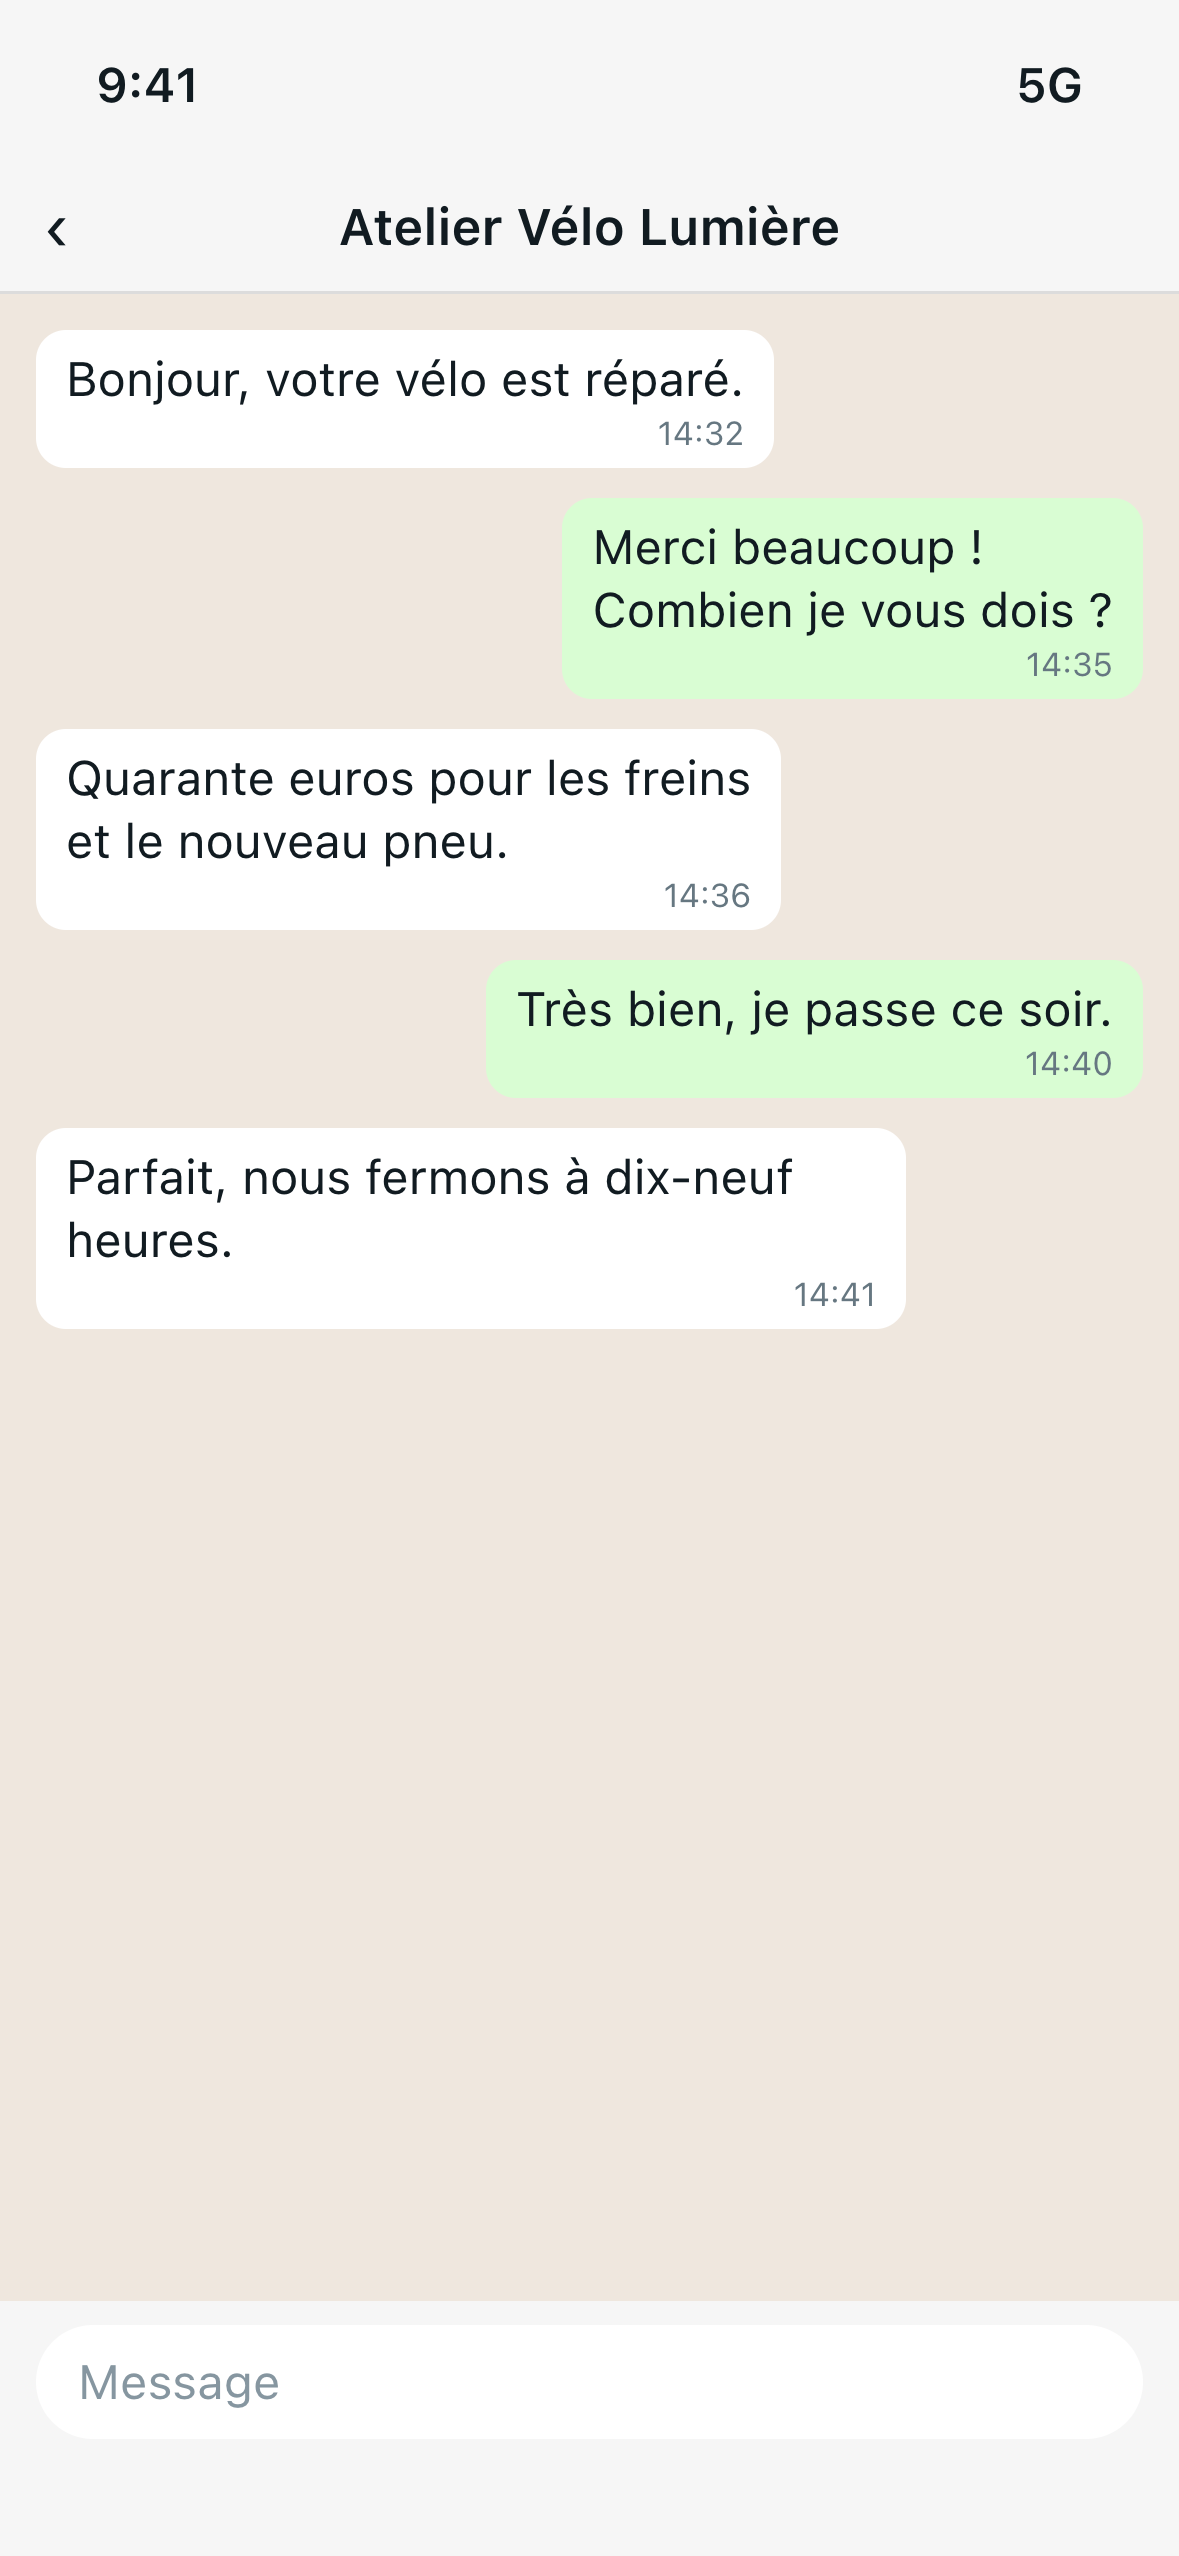 9:41
5G
‹
Atelier Vélo Lumière
Bonjour, votre vélo est réparé.
14:32
Merci beaucoup !
Combien je vous dois ?
14:35
Quarante euros pour les freins
et le nouveau pneu.
14:36
Très bien, je passe ce soir.
14:40
Parfait, nous fermons à dix-neuf
heures.
14:41
Message